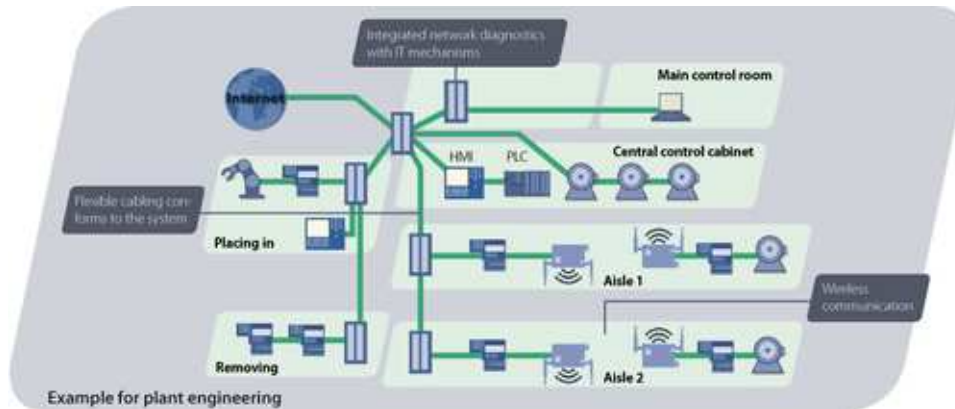 Integrated network diagnostics
with IT mechanisms
Internet
Main control room
HMI
PLC
Central control cabinet
Flexible cabling con-
forms to the system
Placing in
Aisle 1
Wireless
communication
Removing
Aisle 2
Example for plant engineering